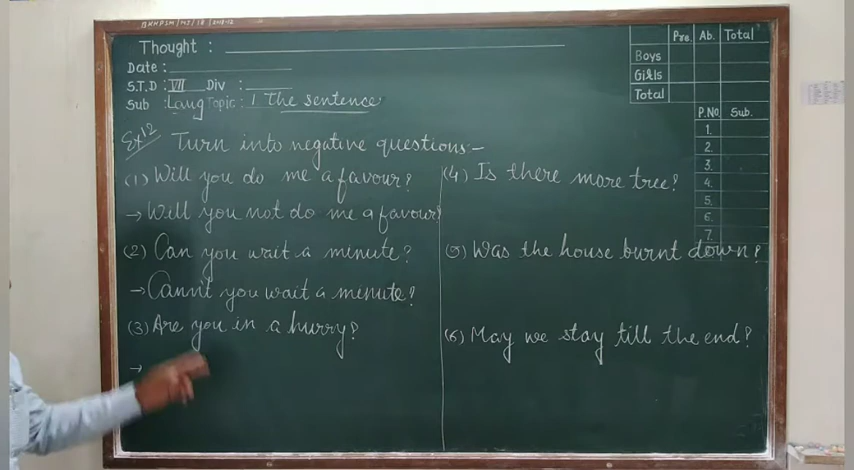 Thought :
Date :
S.T.D : VII Div :
Sub : Lang Topic : 1 The sentence
Pre. Ab. Total
Boys
Girls
Total
P.No. Sub.
1.
2.
3.
4.
5.
6.
7.
Ex 12 Turn into negative questions -
(1) Will you do me a favour?
→ Will you not do me a favour?
(2) Can you wait a minute?
→ Cann't you wait a minute?
(3) Are you in a hurry?
→
(4) Is there more tree?
(5) Was the house burnt down?
(6) May we stay till the end?